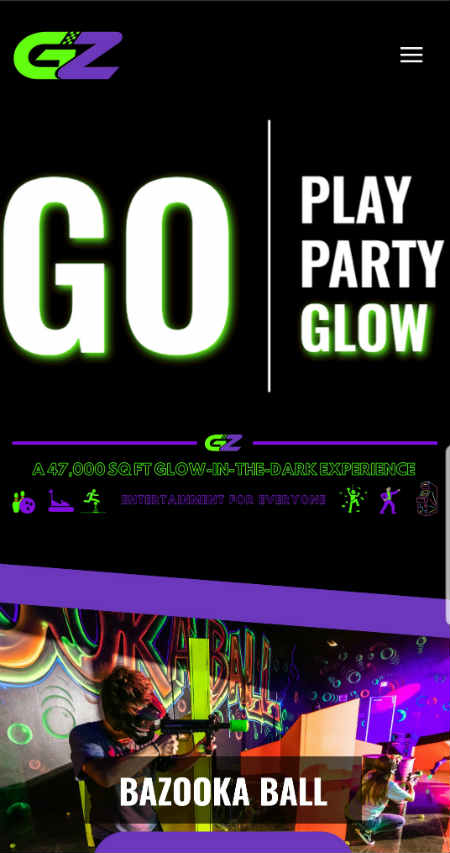 GZ
GO
PLAY
PARTY
GLOW
GZ
A 47,000 SQ FT GLOW-IN-THE-DARK EXPERIENCE
ENTERTAINMENT FOR EVERYONE
BAZOOKA BALL